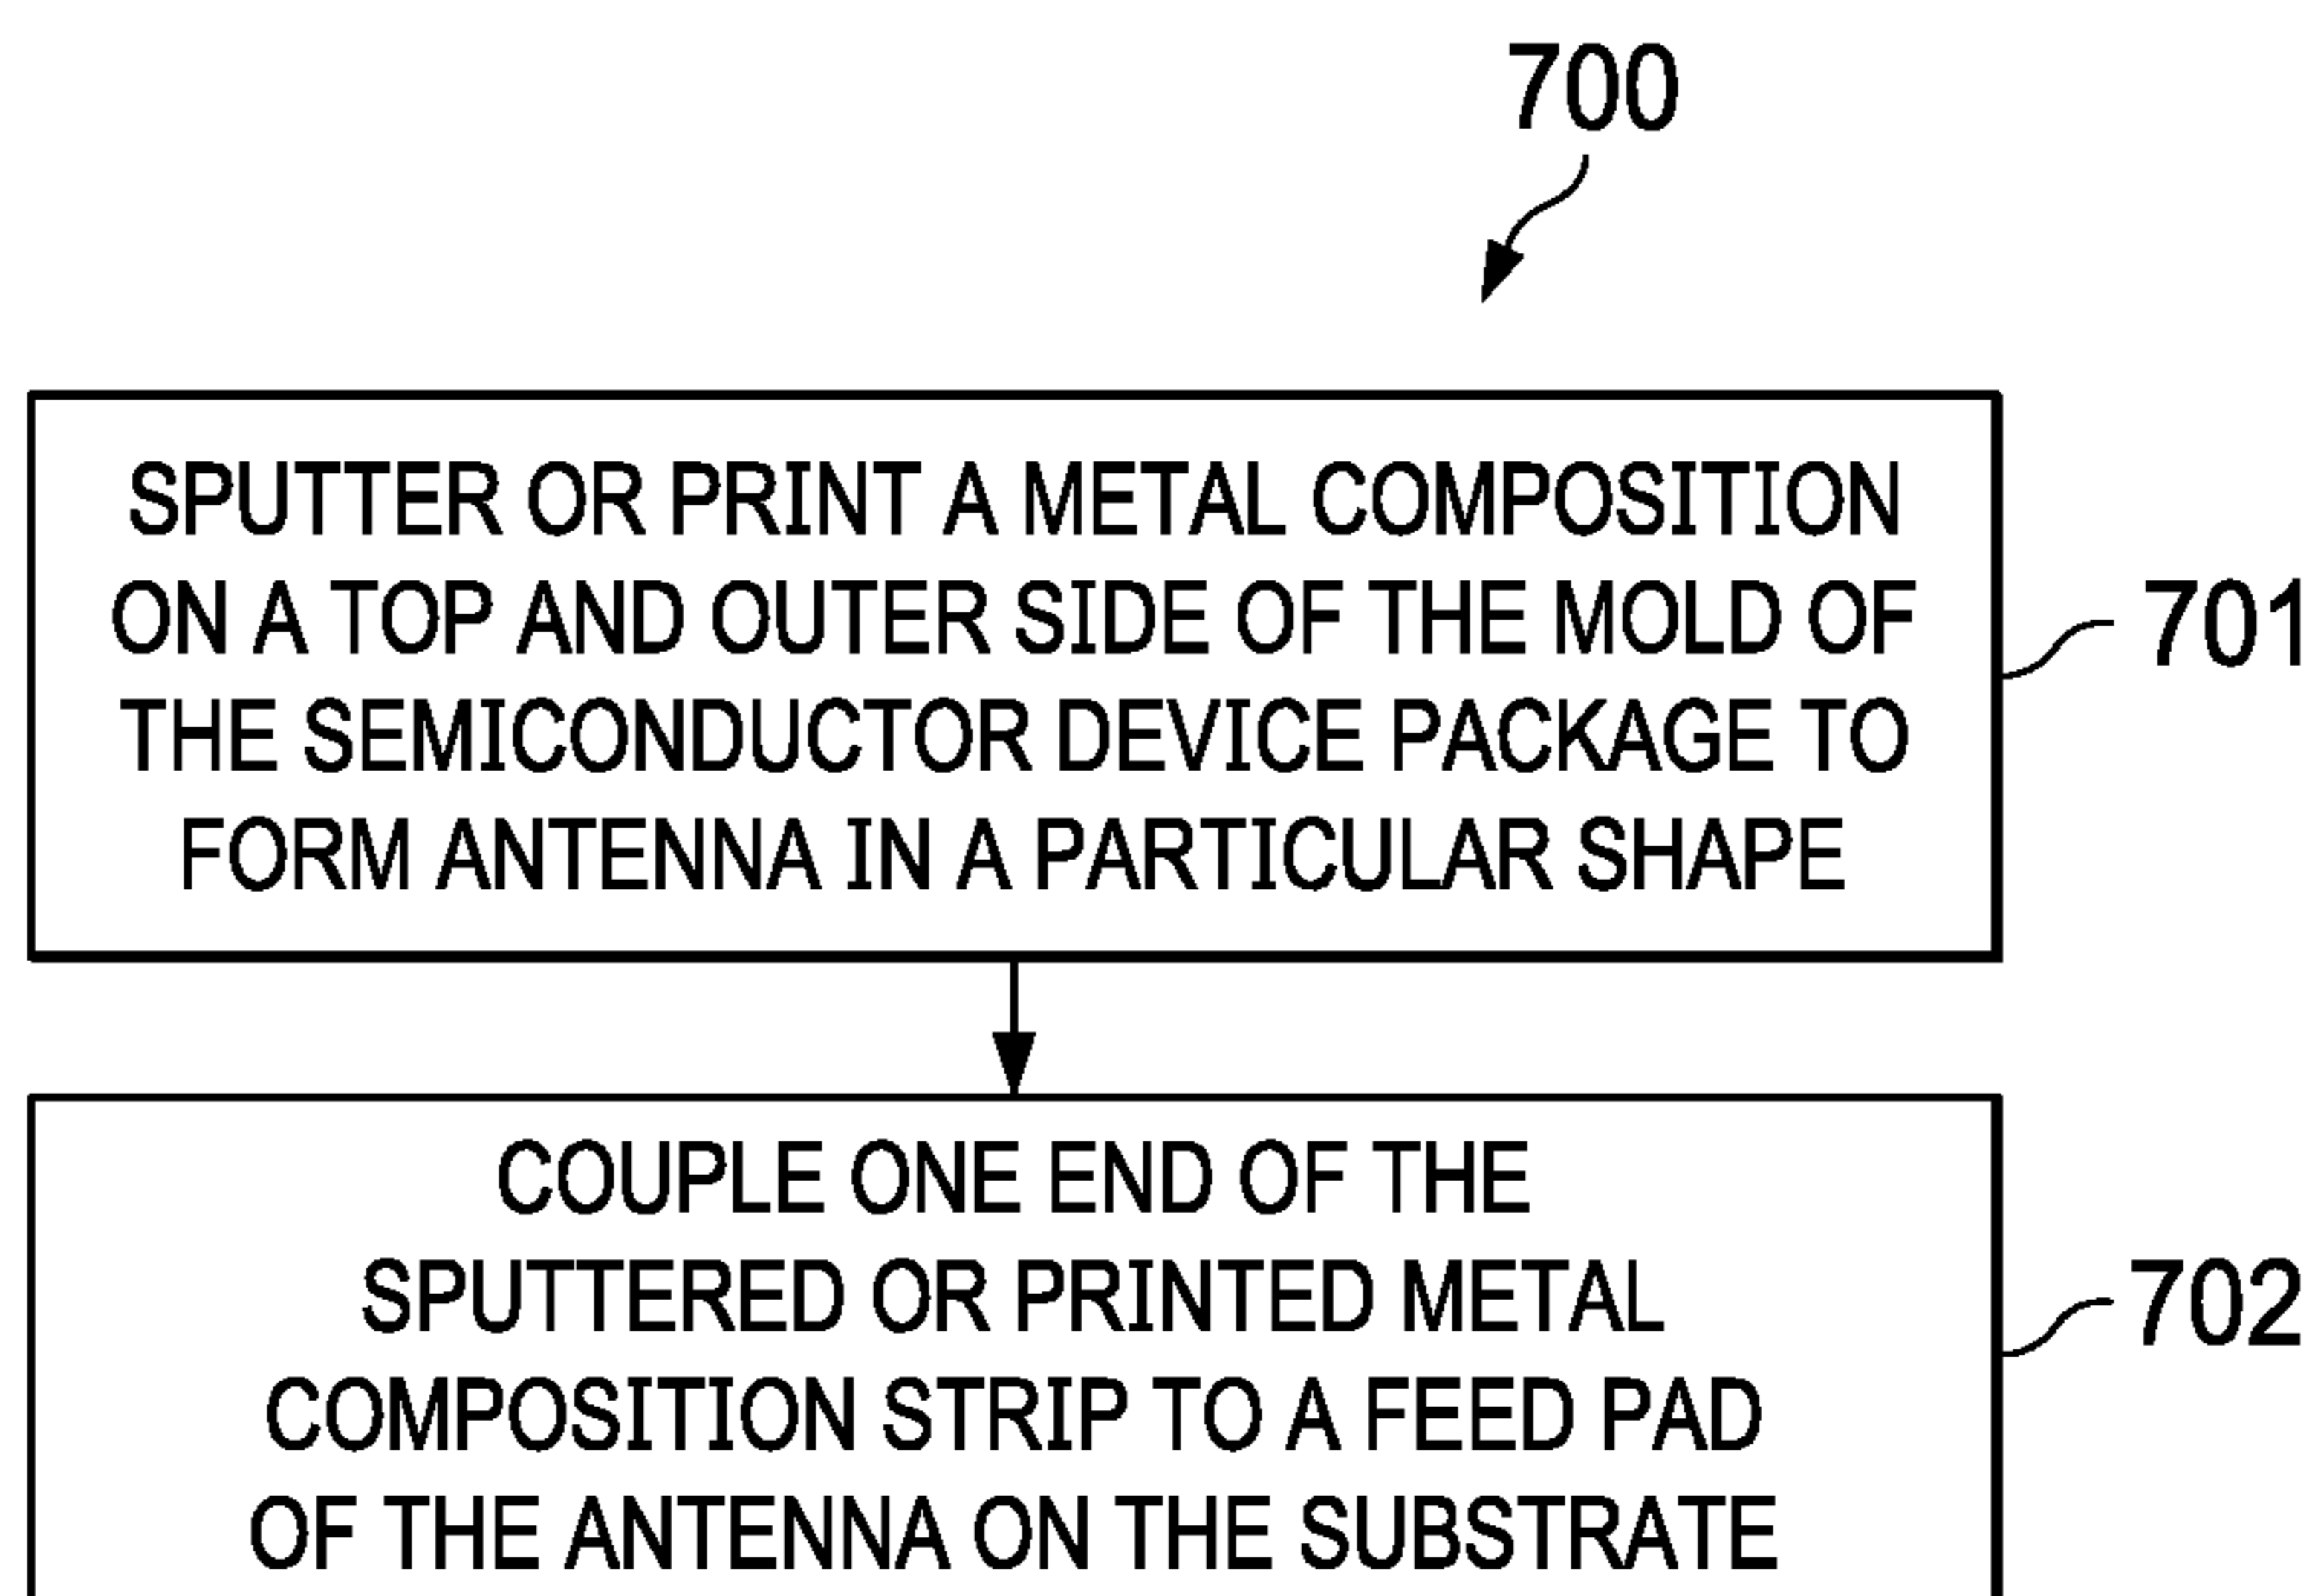 700
SPUTTER OR PRINT A METAL COMPOSITION
ON A TOP AND OUTER SIDE OF THE MOLD OF
THE SEMICONDUCTOR DEVICE PACKAGE TO
FORM ANTENNA IN A PARTICULAR SHAPE
701
COUPLE ONE END OF THE
SPUTTERED OR PRINTED METAL
COMPOSITION STRIP TO A FEED PAD
OF THE ANTENNA ON THE SUBSTRATE
702